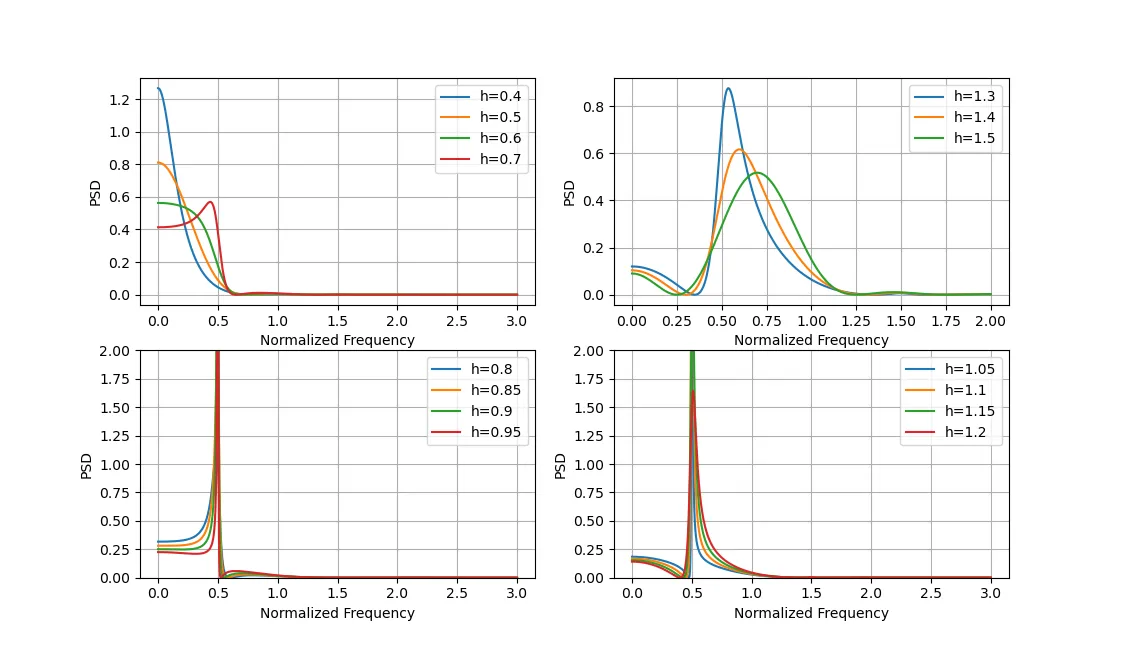 PSD
1.2
1.0
0.8
0.6
0.4
0.2
0.0
h=0.4
h=0.5
h=0.6
h=0.7
0.0 0.5 1.0 1.5 2.0 2.5 3.0
Normalized Frequency
PSD
0.8
0.6
0.4
0.2
0.0
h=1.3
h=1.4
h=1.5
0.00 0.25 0.50 0.75 1.00 1.25 1.50 1.75 2.00
Normalized Frequency
PSD
2.00
1.75
1.50
1.25
1.00
0.75
0.50
0.25
0.00
h=0.8
h=0.85
h=0.9
h=0.95
0.0 0.5 1.0 1.5 2.0 2.5 3.0
Normalized Frequency
PSD
2.00
1.75
1.50
1.25
1.00
0.75
0.50
0.25
0.00
h=1.05
h=1.1
h=1.15
h=1.2
0.0 0.5 1.0 1.5 2.0 2.5 3.0
Normalized Frequency